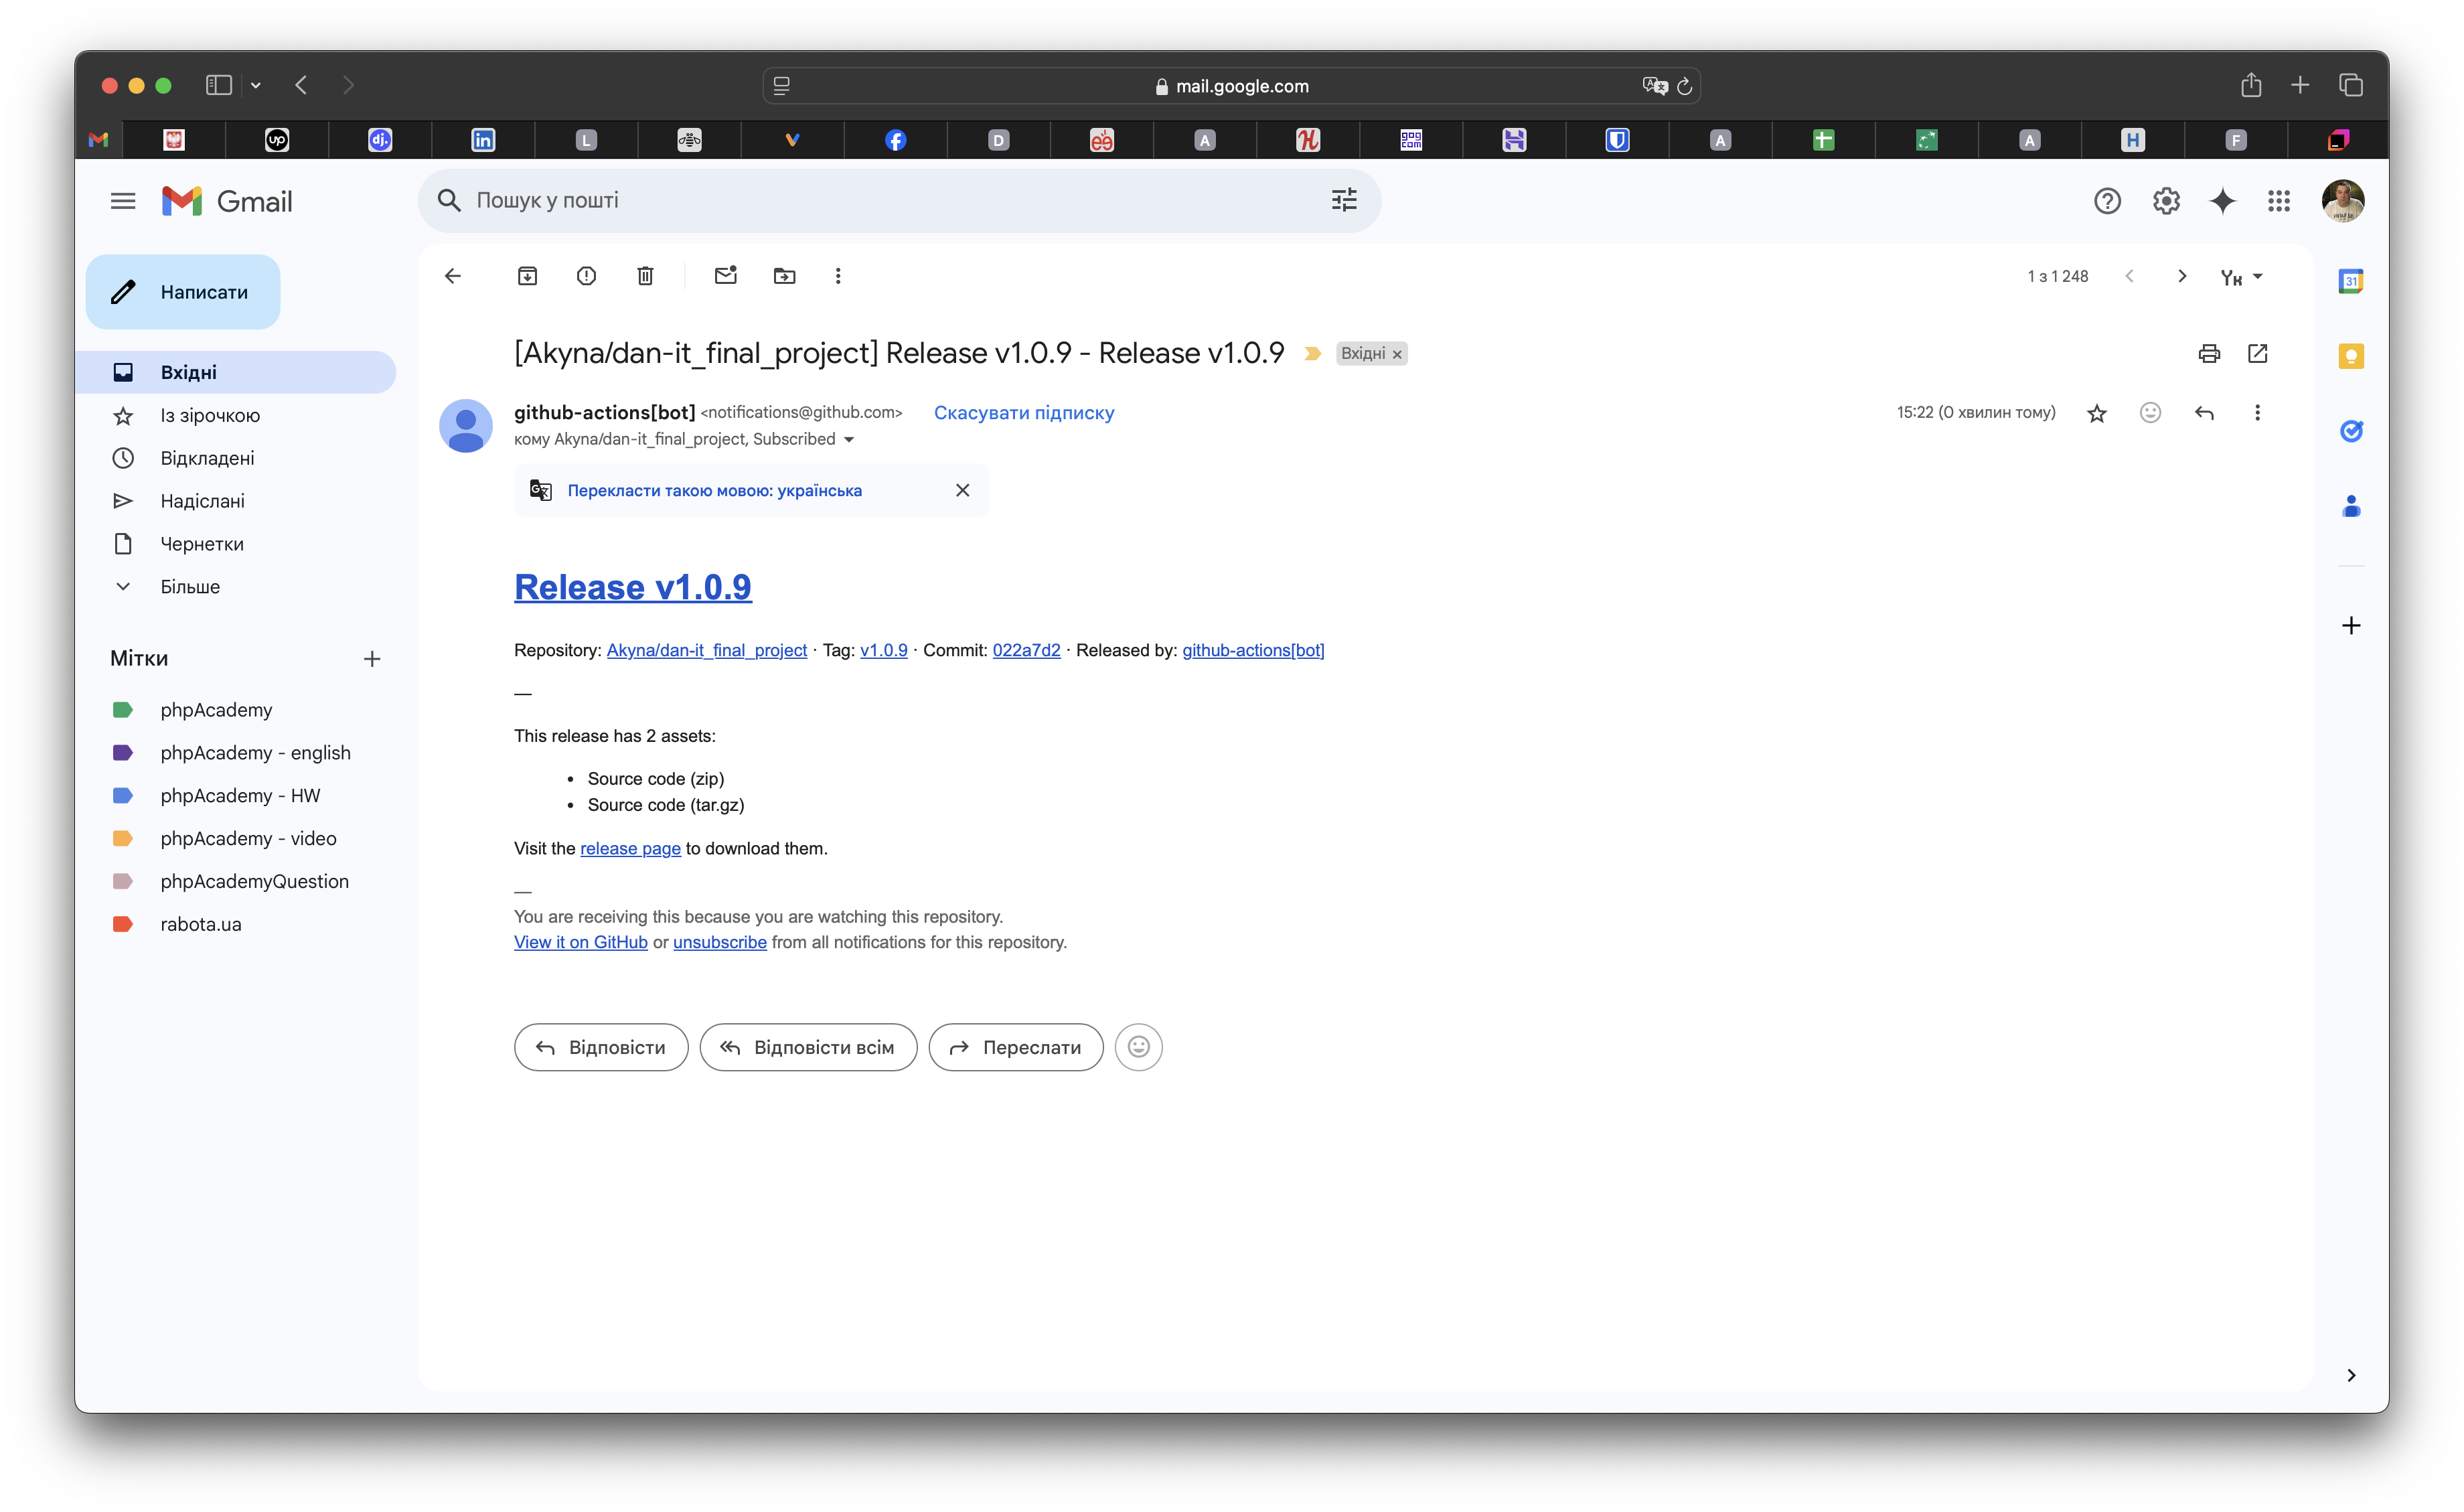 mail.google.com
up
dj.
in
L
D
A
A
A
H
F
Gmail
Пошук у пошті
Написати
1 з 1 248
Ук
31
[Akyna/dan-it_final_project] Release v1.0.9 - Release v1.0.9
Вхідні ×
Вхідні
Із зірочкою
Відкладені
Надіслані
Чернетки
Більше
github-actions[bot] <notifications@github.com> Скасувати підписку
15:22 (0 хвилин тому)
кому Akyna/dan-it_final_project, Subscribed
Перекласти такою мовою: українська
Release v1.0.9
Repository: Akyna/dan-it_final_project · Tag: v1.0.9 · Commit: 022a7d2 · Released by: github-actions[bot]
—
This release has 2 assets:
• Source code (zip)
• Source code (tar.gz)
Visit the release page to download them.
—
You are receiving this because you are watching this repository.
View it on GitHub or unsubscribe from all notifications for this repository.
Відповісти
Відповісти всім
Переслати
Мітки
phpAcademy
phpAcademy - english
phpAcademy - HW
phpAcademy - video
phpAcademyQuestion
rabota.ua